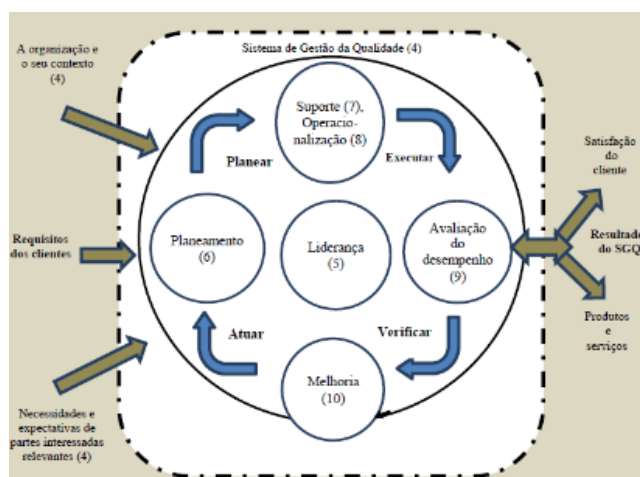 Sistema de Gestão da Qualidade (4)
A organização e
o seu contexto
(4)
Suporte (7),
Operacio-
nalização (8)
Planear
Executar
Satisfação
do
cliente
Requisitos
dos clientes
Planeamento
(6)
Liderança
(5)
Avaliação
do
desempenho
(9)
Resultado
do SGQ
Atuar
Verificar
Produtos
e
serviços
Melhoria
(10)
Necessidades e
expectativas de
partes interessadas
relevantes (4)